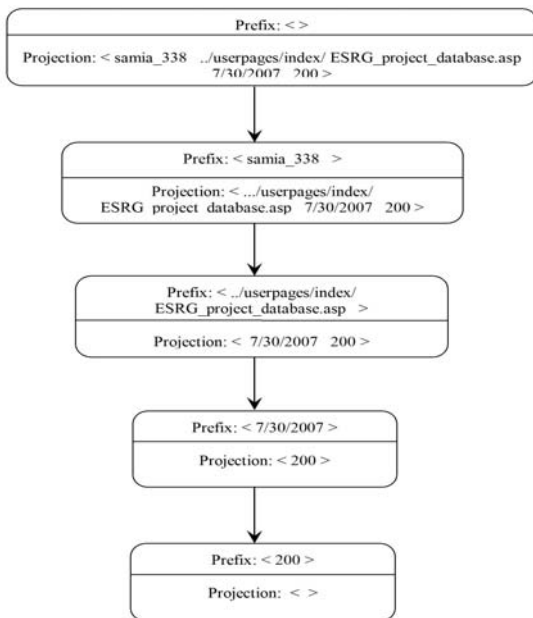 Prefix: < >
Projection: < samia_338 ../userpages/index/ ESRG_project_database.asp
7/30/2007 200 >
Prefix: < samia_338 >
Projection: < .../userpages/index/
ESRG_project_database.asp 7/30/2007 200 >
Prefix: < ../userpages/index/
ESRG_project_database.asp >
Projection: < 7/30/2007 200 >
Prefix: < 7/30/2007 >
Projection: < 200 >
Prefix: < 200 >
Projection: < >